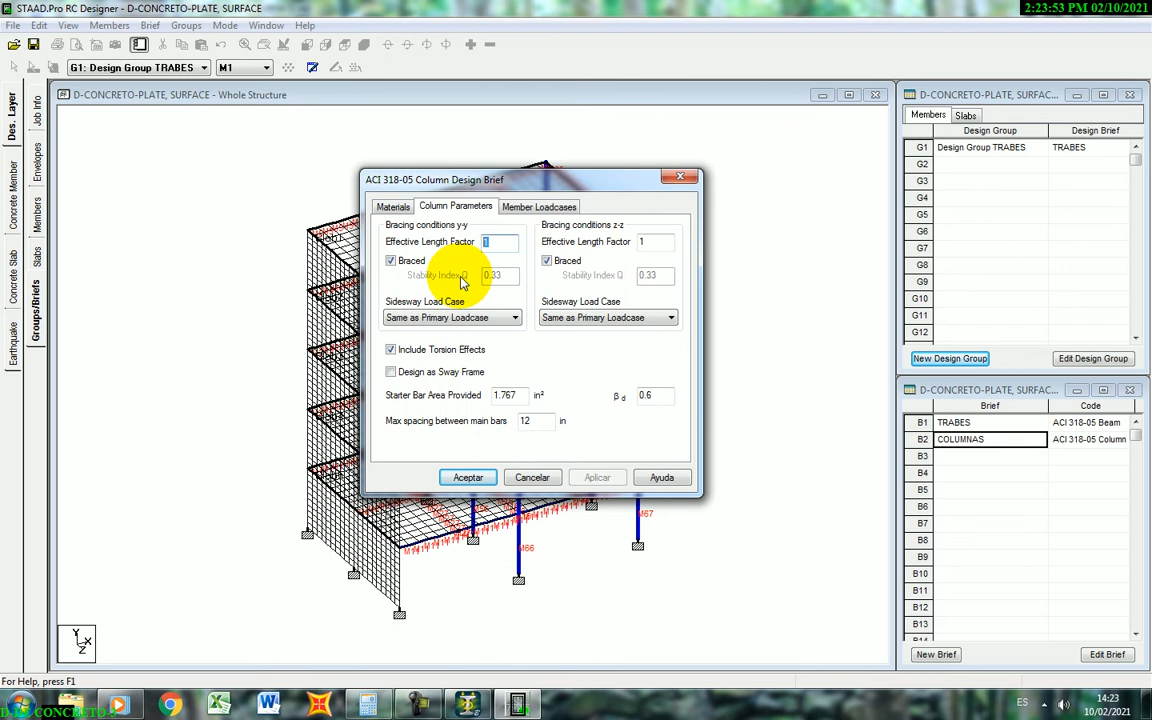 STAAD.Pro RC Designer - D-CONCRETO-PLATE, SURFACE
2:23:53 PM 02/10/2021
File Edit View Members Brief Groups Mode Window Help
G1: Design Group TRABES
M1
Des. Layer
Concrete Member
Concrete Slab
Earthquake
Job Info
Envelopes
Members
Slabs
Groups/Briefs
D-CONCRETO-PLATE, SURFACE - Whole Structure
M66
M67
Y
X
Z
ACI 318-05 Column Design Brief
Materials
Column Parameters
Member Loadcases
Bracing conditions y-y
Effective Length Factor 1
Braced
Stability Index Q 0.33
Sidesway Load Case
Same as Primary Loadcase
Bracing conditions z-z
Effective Length Factor 1
Braced
Stability Index Q 0.33
Sidesway Load Case
Same as Primary Loadcase
Include Torsion Effects
Design as Sway Frame
Starter Bar Area Provided 1.767 in²
β d 0.6
Max spacing between main bars 12 in
Aceptar
Cancelar
Aplicar
Ayuda
D-CONCRETO-PLATE, SURFAC...
Members
Slabs
Design Group
Design Brief
G1 Design Group TRABES TRABES
G2
G3
G4
G5
G6
G7
G8
G9
G10
G11
G12
New Design Group
Edit Design Group
D-CONCRETO-PLATE, SURFAC...
Brief
Code
B1 TRABES ACI 318-05 Beam
B2 COLUMNAS ACI 318-05 Column
B3
B4
B5
B6
B7
B8
B9
B10
B11
B12
B13
B14
New Brief
Edit Brief
For Help, press F1
ES
14:23
10/02/2021